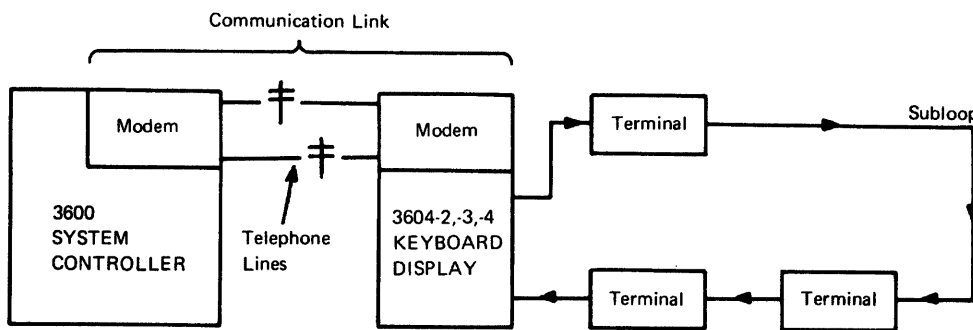 Communication Link
Modem
Modem
Terminal
Subloop
3600
SYSTEM
CONTROLLER
Telephone
Lines
3604-2,-3,-4
KEYBOARD
DISPLAY
Terminal
Terminal